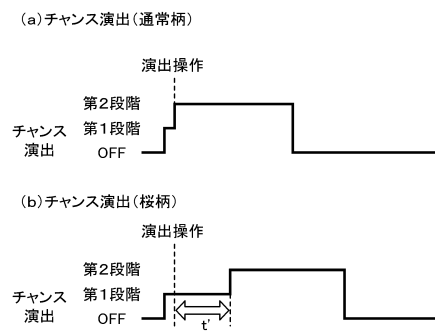 (a)チャンス演出(通常柄)
演出操作
第2段階
第1段階
チャンス
演出
OFF
(b)チャンス演出(桜柄)
演出操作
第2段階
第1段階
チャンス
演出
OFF
t'